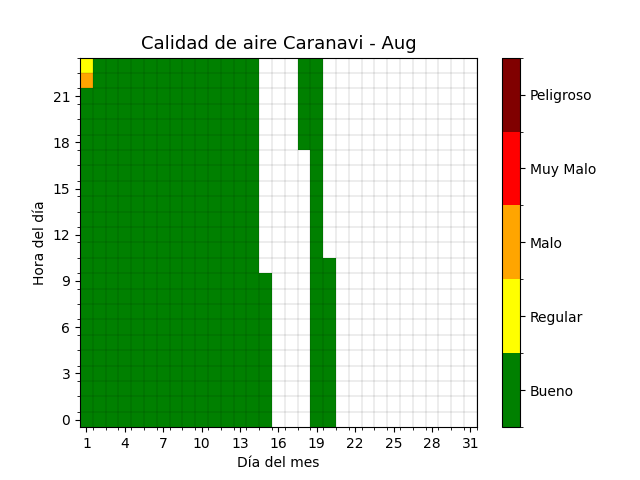 Calidad de aire Caranavi - Aug
Hora del día
21
18
15
12
9
6
3
0
1 4 7 10 13 16 19 22 25 28 31
Día del mes
Peligroso
Muy Malo
Malo
Regular
Bueno